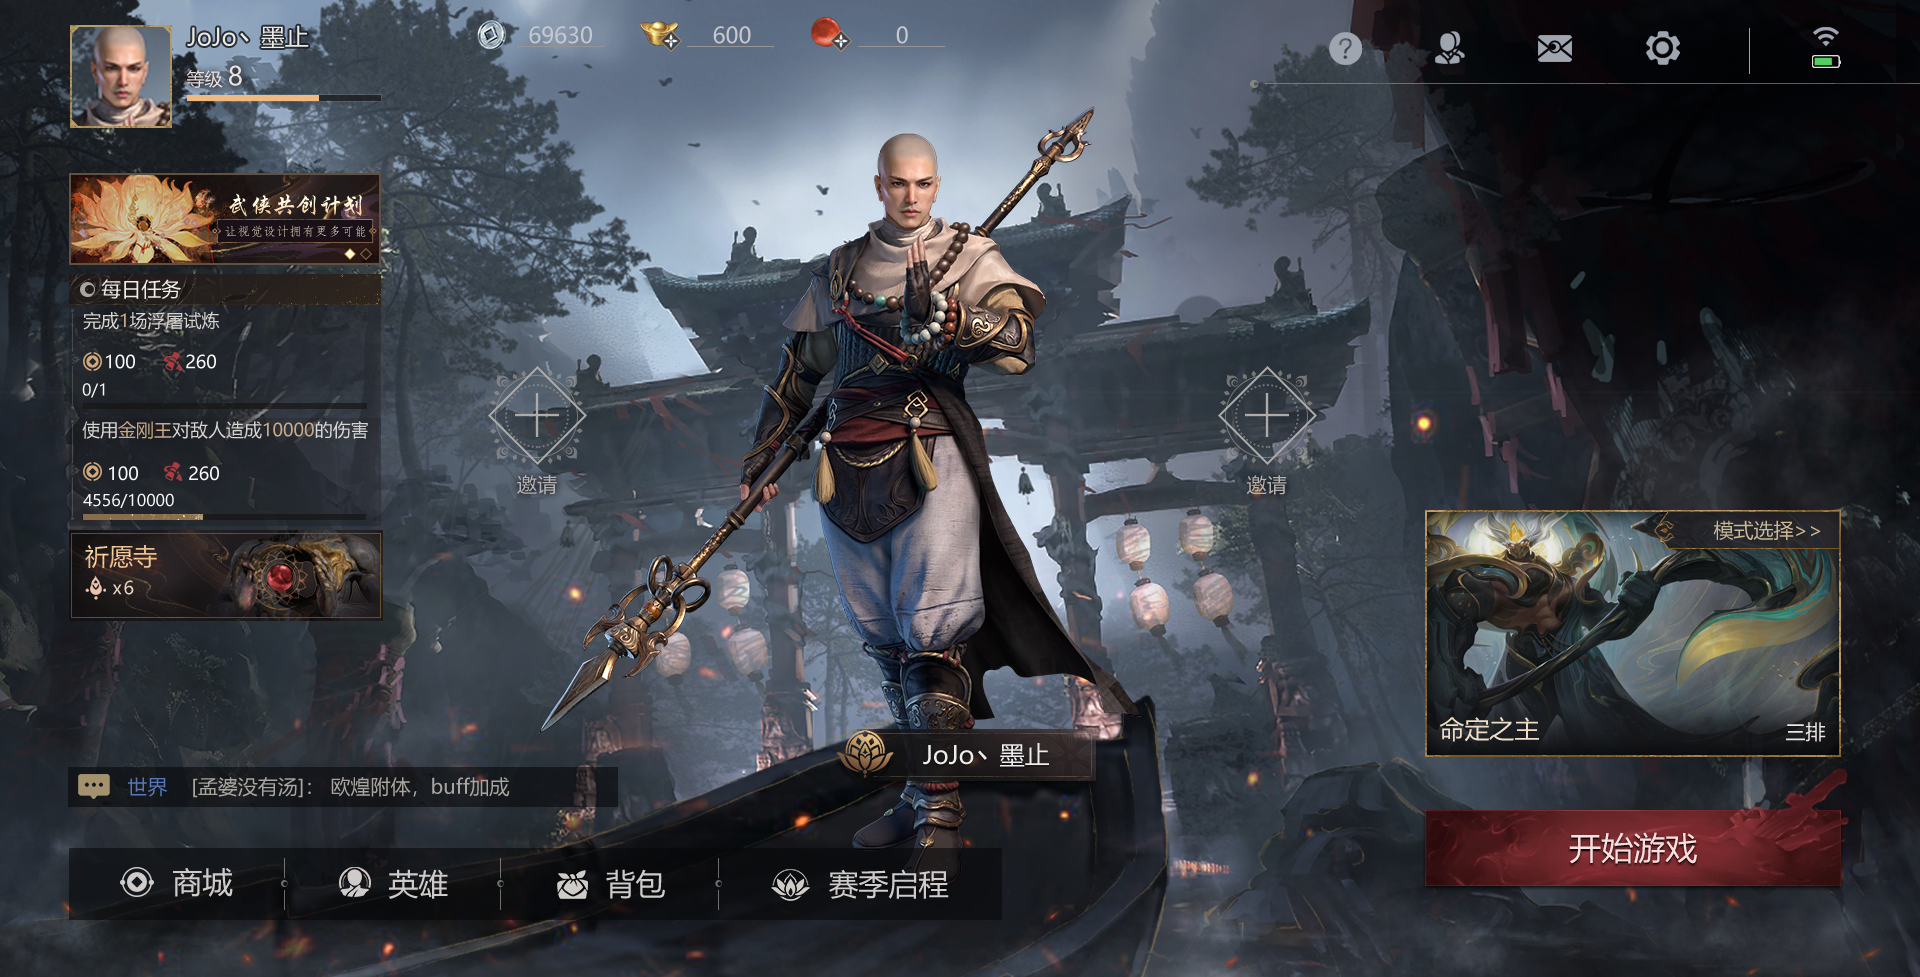 JoJo丶墨止
等级 8
69630
600
0
武侠共创计划
让视觉设计拥有更多可能
每日任务
完成1场浮屠试炼
100 260
0/1
使用金刚王对敌人造成10000的伤害
100 260
4556/10000
祈愿寺
x6
邀请
邀请
模式选择>>
命定之主
三排
JoJo丶墨止
世界 [孟婆没有汤]: 欧煌附体，buff加成
开始游戏
商城
英雄
背包
赛季启程